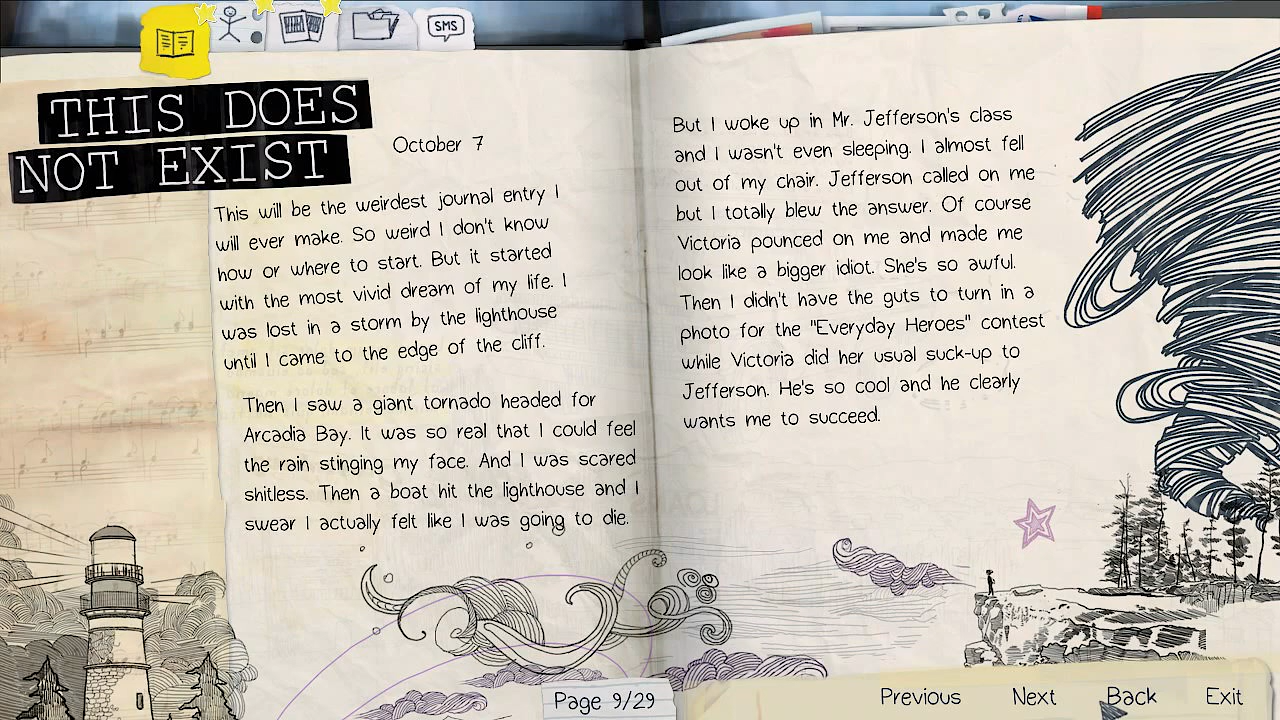 SMS
THIS DOES
NOT EXIST
October 7
This will be the weirdest journal entry I
will ever make. So weird I don't know
how or where to start. But it started
with the most vivid dream of my life. I
was lost in a storm by the lighthouse
until I came to the edge of the cliff.
Then I saw a giant tornado headed for
Arcadia Bay. It was so real that I could feel
the rain stinging my face. And I was scared
shitless. Then a boat hit the lighthouse and I
swear I actually felt like I was going to die.
But I woke up in Mr. Jefferson's class
and I wasn't even sleeping. I almost fell
out of my chair. Jefferson called on me
but I totally blew the answer. Of course
Victoria pounced on me and made me
look like a bigger idiot. She's so awful.
Then I didn't have the guts to turn in a
photo for the "Everyday Heroes" contest
while Victoria did her usual suck-up to
Jefferson. He's so cool and he clearly
wants me to succeed.
Page 9/29
Previous Next Back Exit